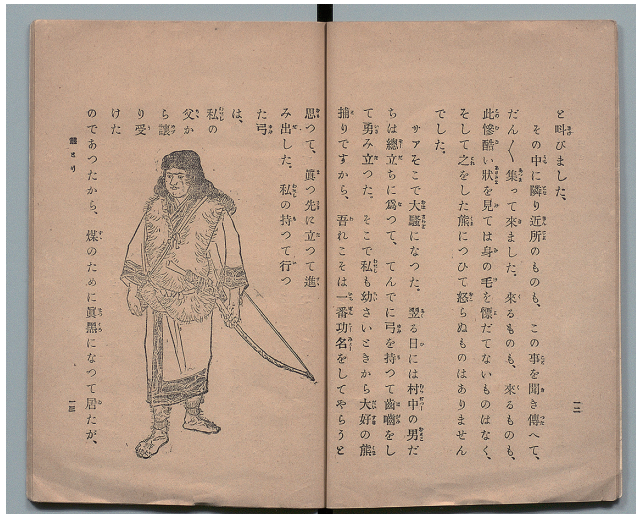 と叫びました、
その中に隣り近所のものも、この事を聞き傳へて、
だん〱集つて來ました、來るものも、來るものも、
此慘酷い狀を見ては身の毛を慄だてないものはなく、
そして之をした熊につひて怒らぬものはありません
でした。
サアそこで大騷になつた。翌る日には村中の男だ
ちは總立ちに爲つて、てんでに弓を持つて齒嚙をし
て勇み立つた。そこで私も幼さいときから大好の熊
捕りですから、吾れこそは一番功名をしてやらうと
一二
思つて、眞つ先に立つて進
み出した。私の持つて行つ
た弓
は、
私の
父か
ら讓
り受
けた
のであつたから、煤のために眞黑になつて居たが、
熊とり
一三